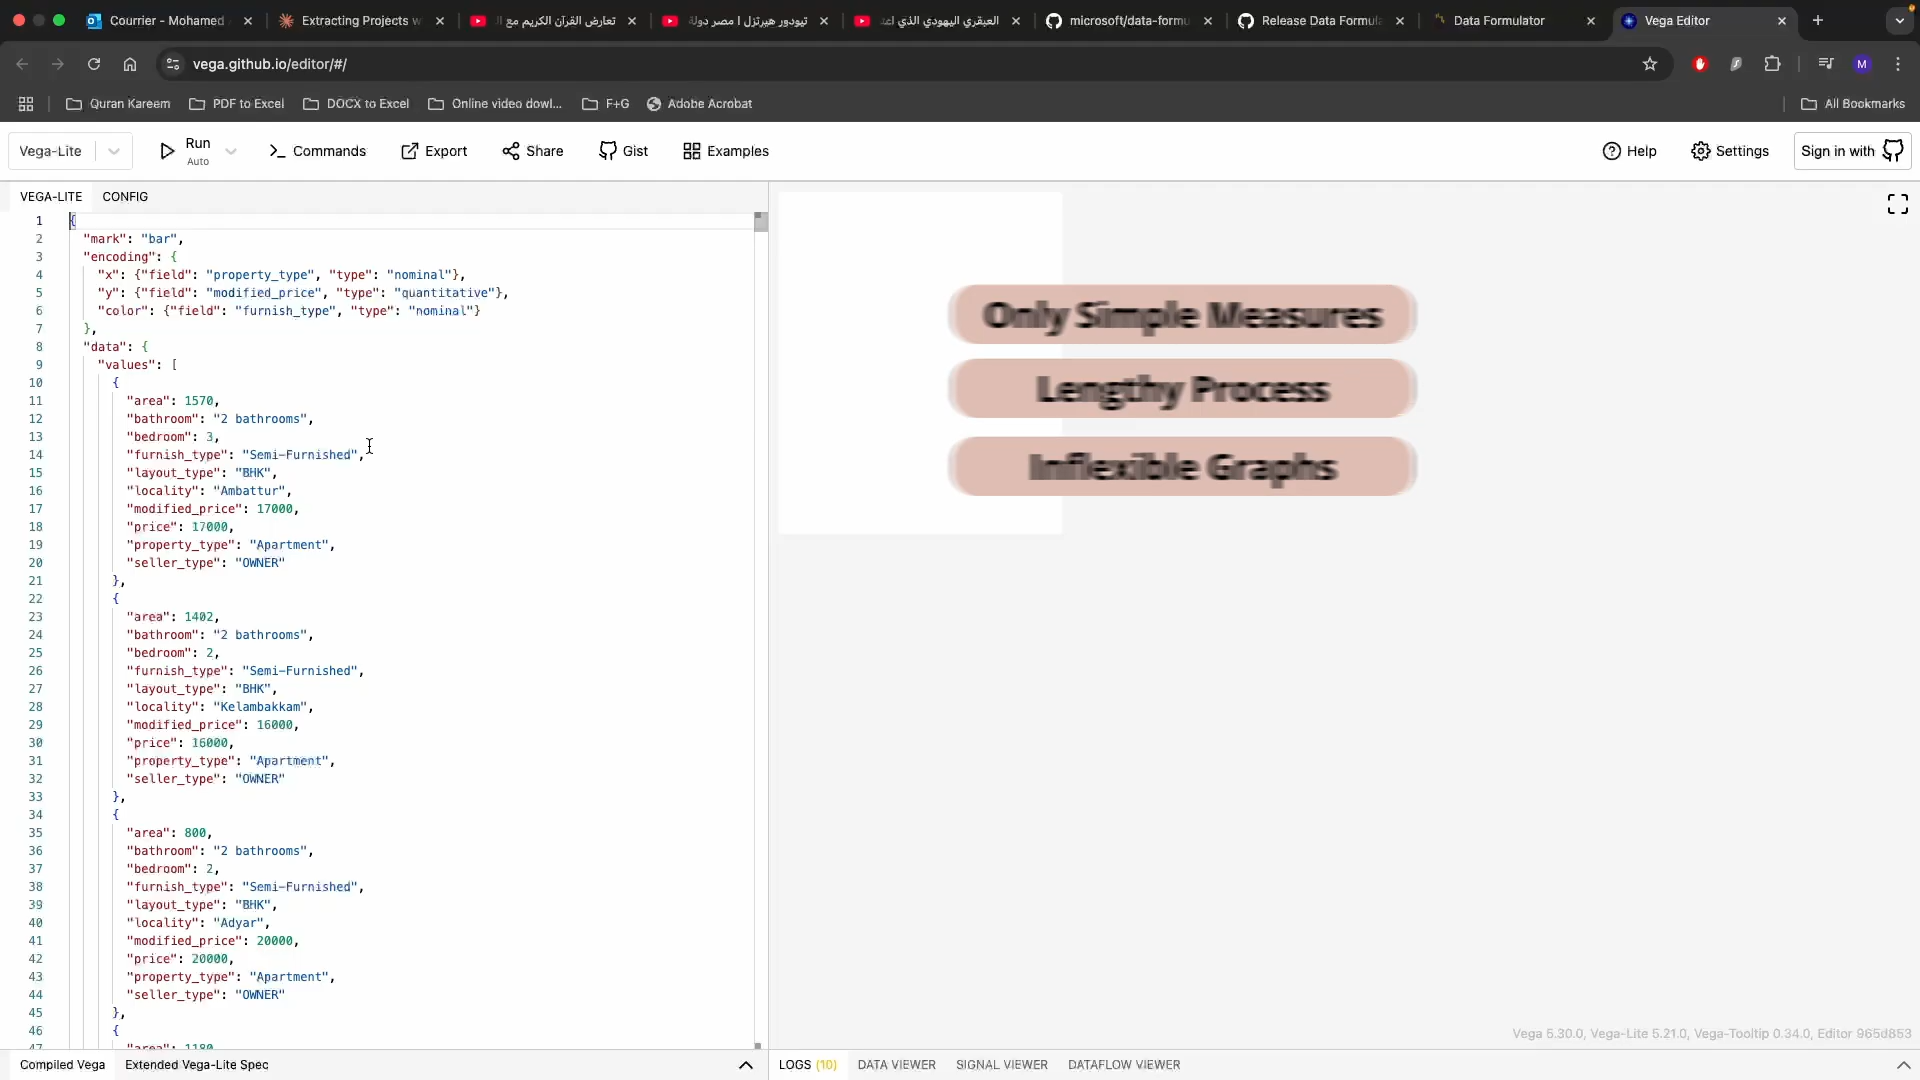 Courrier - Mohamed
Extracting Projects w
تعارض القرآن الكريم مع ال
تيودور هيرتزل ا مصر دولة
العبقري اليهودي الذي اعتـ
microsoft/data-formu
Release Data Formula
Data Formulator
Vega Editor
vega.github.io/editor/#/
M
Quran Kareem
PDF to Excel
DOCX to Excel
Online video dowl...
F+G
Adobe Acrobat
All Bookmarks
Vega-Lite
Run
Auto
Commands
Export
Share
Gist
Examples
Help
Settings
Sign in with
VEGA-LITE
CONFIG
1 {
2 "mark": "bar",
3 "encoding": {
4 "x": {"field": "property_type", "type": "nominal"},
5 "y": {"field": "modified_price", "type": "quantitative"},
6 "color": {"field": "furnish_type", "type": "nominal"}
7 },
8 "data": {
9 "values": [
10 {
11 "area": 1570,
12 "bathroom": "2 bathrooms",
13 "bedroom": 3,
14 "furnish_type": "Semi-Furnished",
15 "layout_type": "BHK",
16 "locality": "Ambattur",
17 "modified_price": 17000,
18 "price": 17000,
19 "property_type": "Apartment",
20 "seller_type": "OWNER"
21 },
22 {
23 "area": 1402,
24 "bathroom": "2 bathrooms",
25 "bedroom": 2,
26 "furnish_type": "Semi-Furnished",
27 "layout_type": "BHK",
28 "locality": "Kelambakkam",
29 "modified_price": 16000,
30 "price": 16000,
31 "property_type": "Apartment",
32 "seller_type": "OWNER"
33 },
34 {
35 "area": 800,
36 "bathroom": "2 bathrooms",
37 "bedroom": 2,
38 "furnish_type": "Semi-Furnished",
39 "layout_type": "BHK",
40 "locality": "Adyar",
41 "modified_price": 20000,
42 "price": 20000,
43 "property_type": "Apartment",
44 "seller_type": "OWNER"
45 },
46 {
47 "area": 1180
Only Simple Measures
Lengthy Process
Inflexible Graphs
Vega 5.30.0, Vega-Lite 5.21.0, Vega-Tooltip 0.34.0, Editor 965d853
Compiled Vega
Extended Vega-Lite Spec
LOGS (10)
DATA VIEWER
SIGNAL VIEWER
DATAFLOW VIEWER